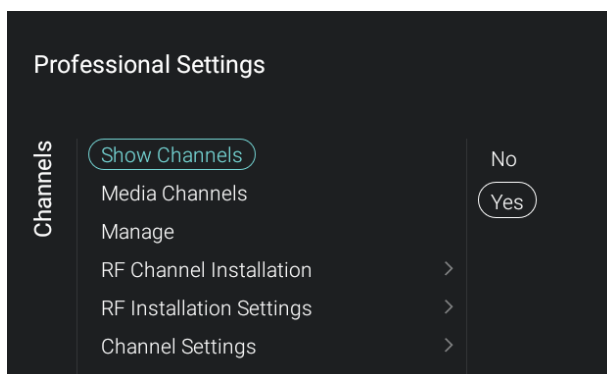 Professional Settings
Channels
Show Channels
Media Channels
Manage
RF Channel Installation
RF Installation Settings
Channel Settings
No
Yes